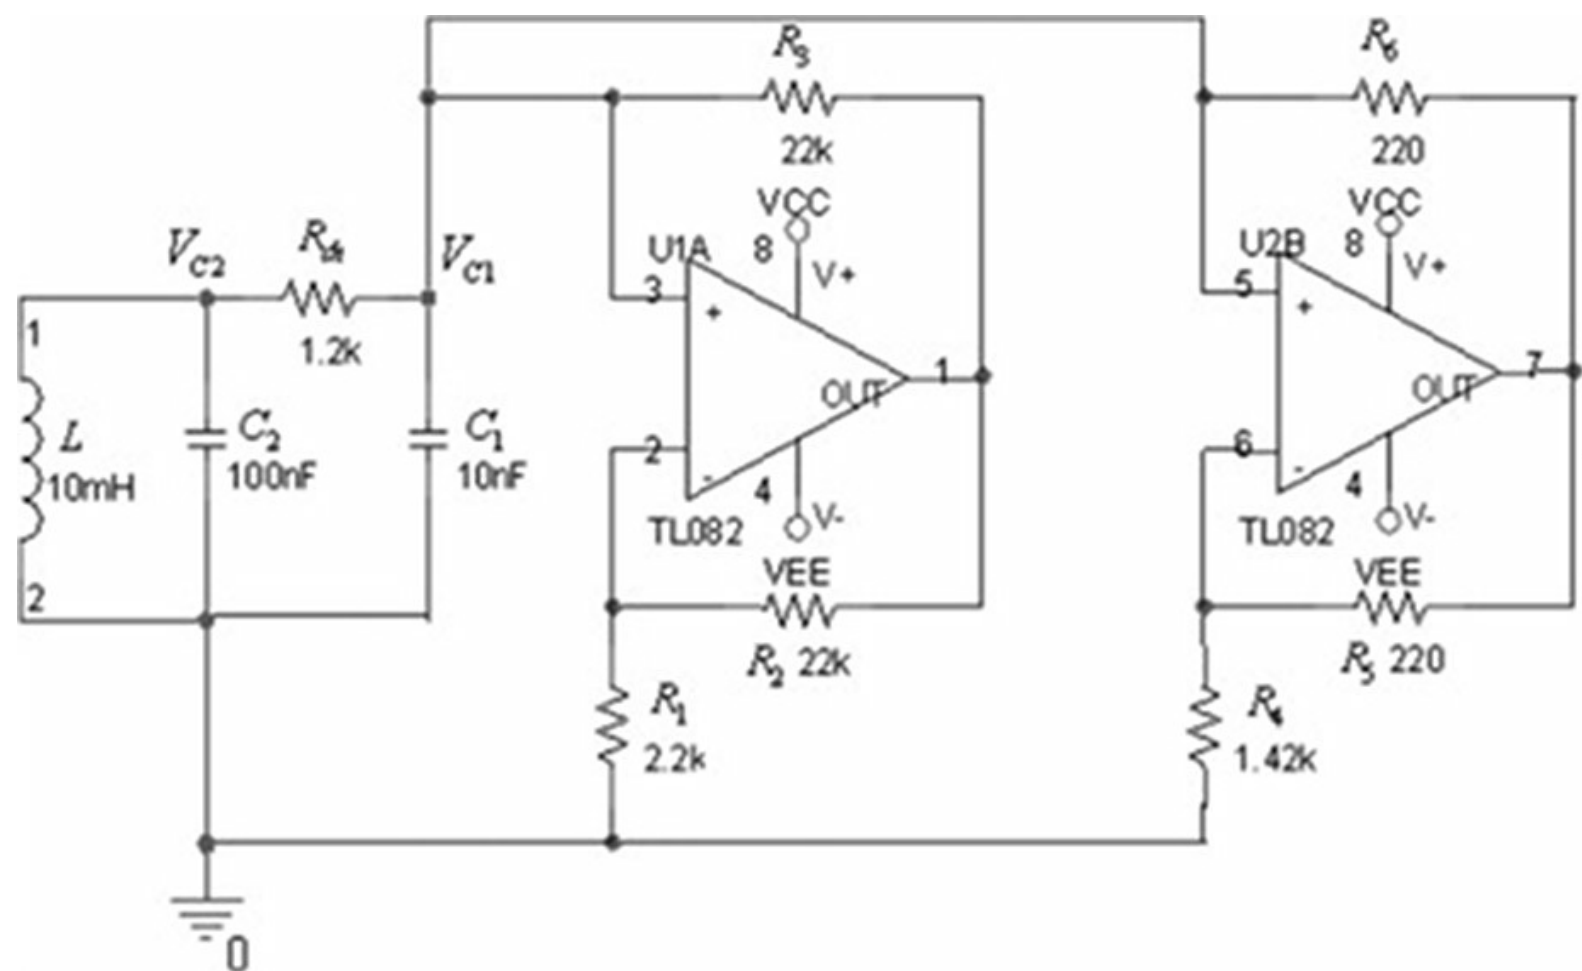 R3
22k
R6
220
VCC
8
V+
U1A
3
+
VCC
8
V+
U2B
5
+
VC2
1.2k
VC1
1
L
10mH
2
C2
100nF
C1
10nF
OUT
1
2
-
4
V-
TL082
VEE
OUT
7
6
-
4
V-
TL082
VEE
R2 22k
R5 220
R1
2.2k
R4
1.42k
0